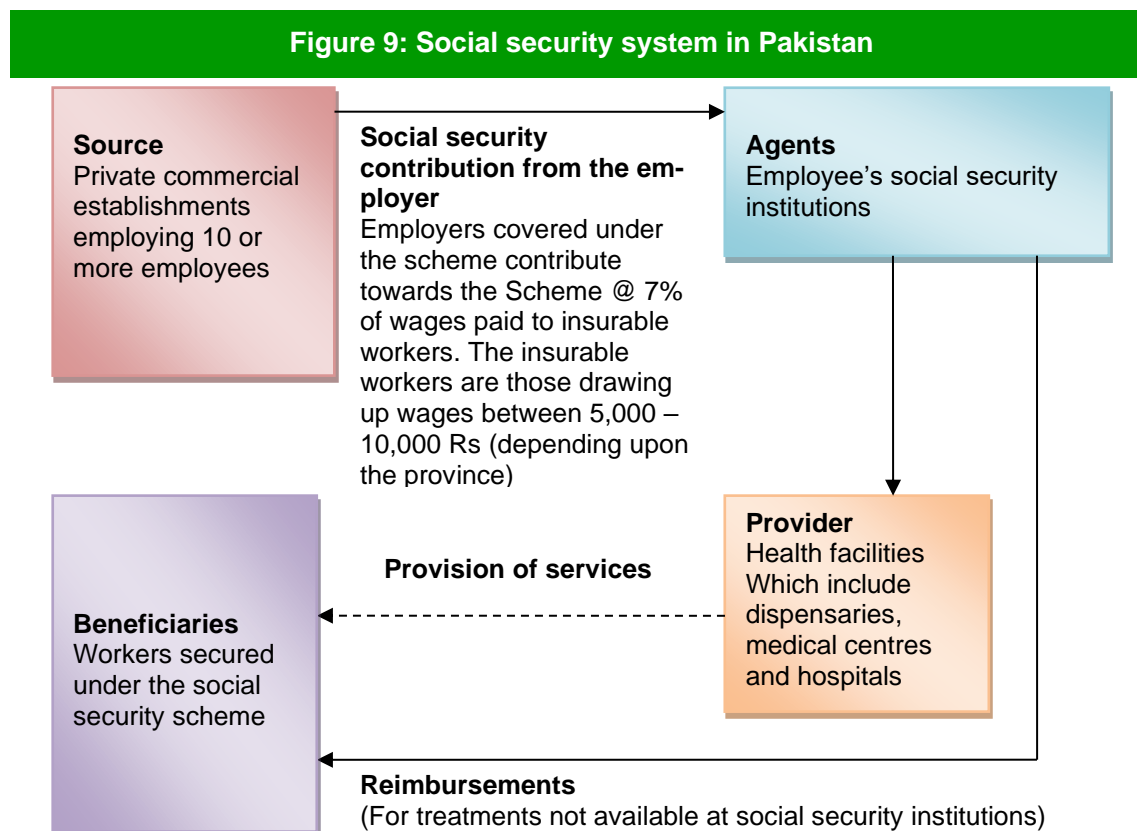 Figure 9: Social security system in Pakistan
Source
Private commercial
establishments
employing 10 or
more employees
Social security
contribution from the em-
ployer
Employers covered under
the scheme contribute
towards the Scheme @ 7%
of wages paid to insurable
workers. The insurable
workers are those drawing
up wages between 5,000 –
10,000 Rs (depending upon
the province)
Agents
Employee's social security
institutions
Beneficiaries
Workers secured
under the social
security scheme
Provision of services
Provider
Health facilities
Which include
dispensaries,
medical centres
and hospitals
Reimbursements
(For treatments not available at social security institutions)